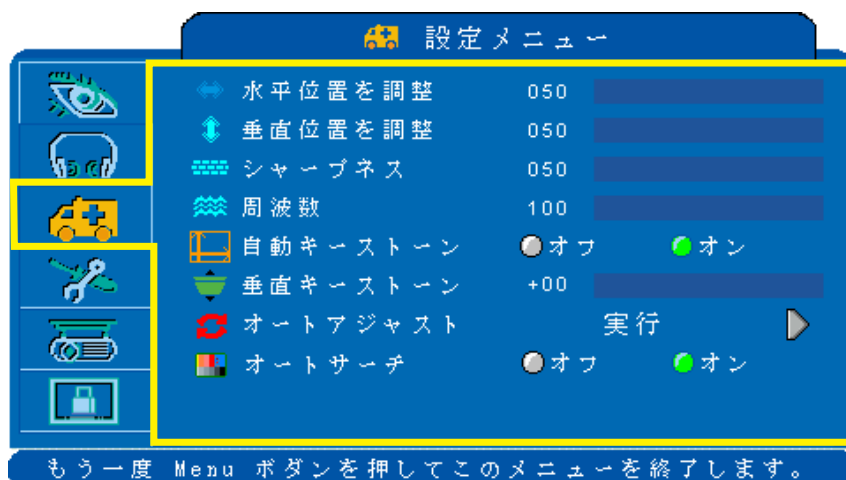 設定メニュー
水平位置を調整 050
垂直位置を調整 050
シャープネス 050
周波数 100
自動キーストーン オフ オン
垂直キーストーン +00
オートアジャスト 実行
オートサーチ オフ オン
もう一度 Menu ボダンを押してこのメニューを終了します。